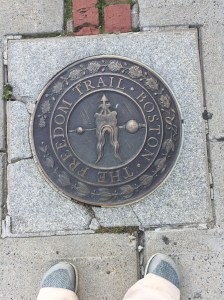 THE FREEDOM TRAIL · BOSTON ·